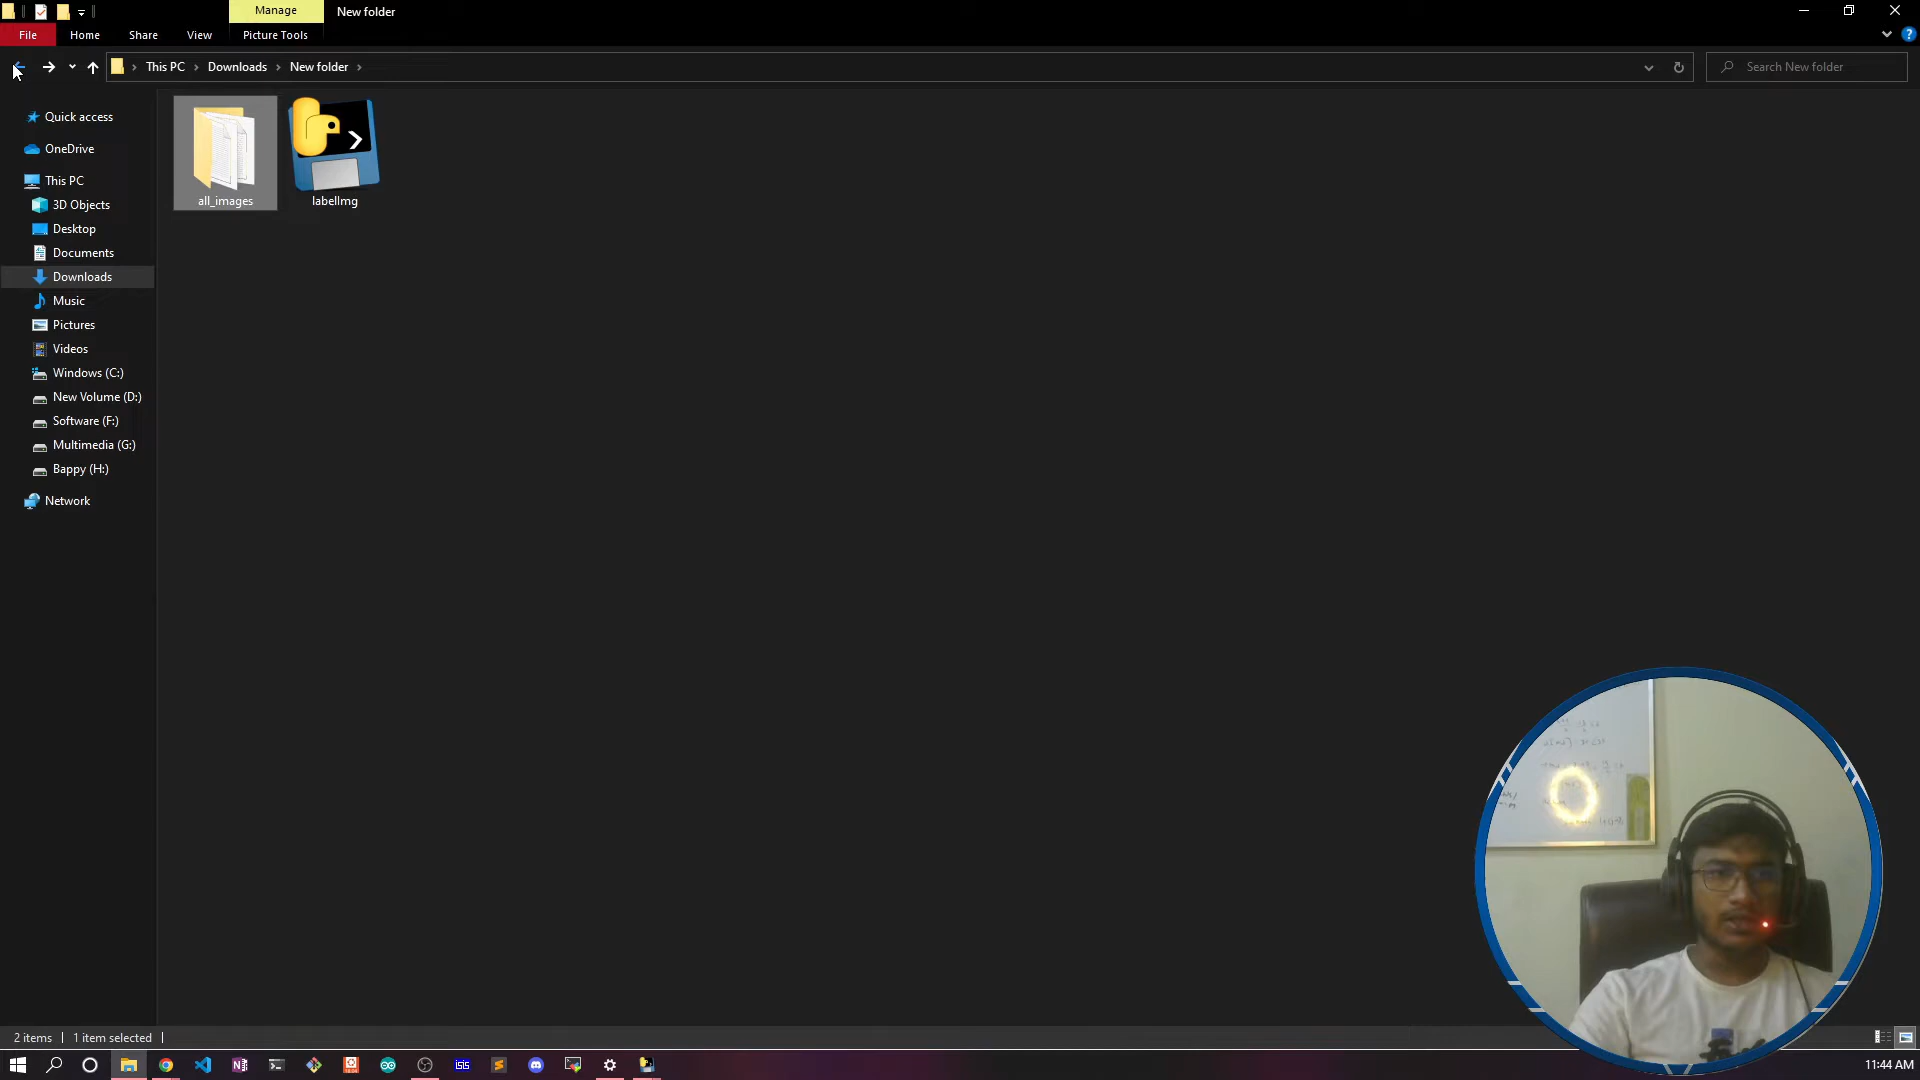 Manage
New folder
File
Home
Share
View
Picture Tools
This PC
Downloads
New folder
Search New folder
Quick access
OneDrive
This PC
3D Objects
Desktop
Documents
Downloads
Music
Pictures
Videos
Windows (C:)
New Volume (D:)
Software (F:)
Multimedia (G:)
Bappy (H:)
Network
all_images
labelImg
2 items
1 item selected
11:44 AM